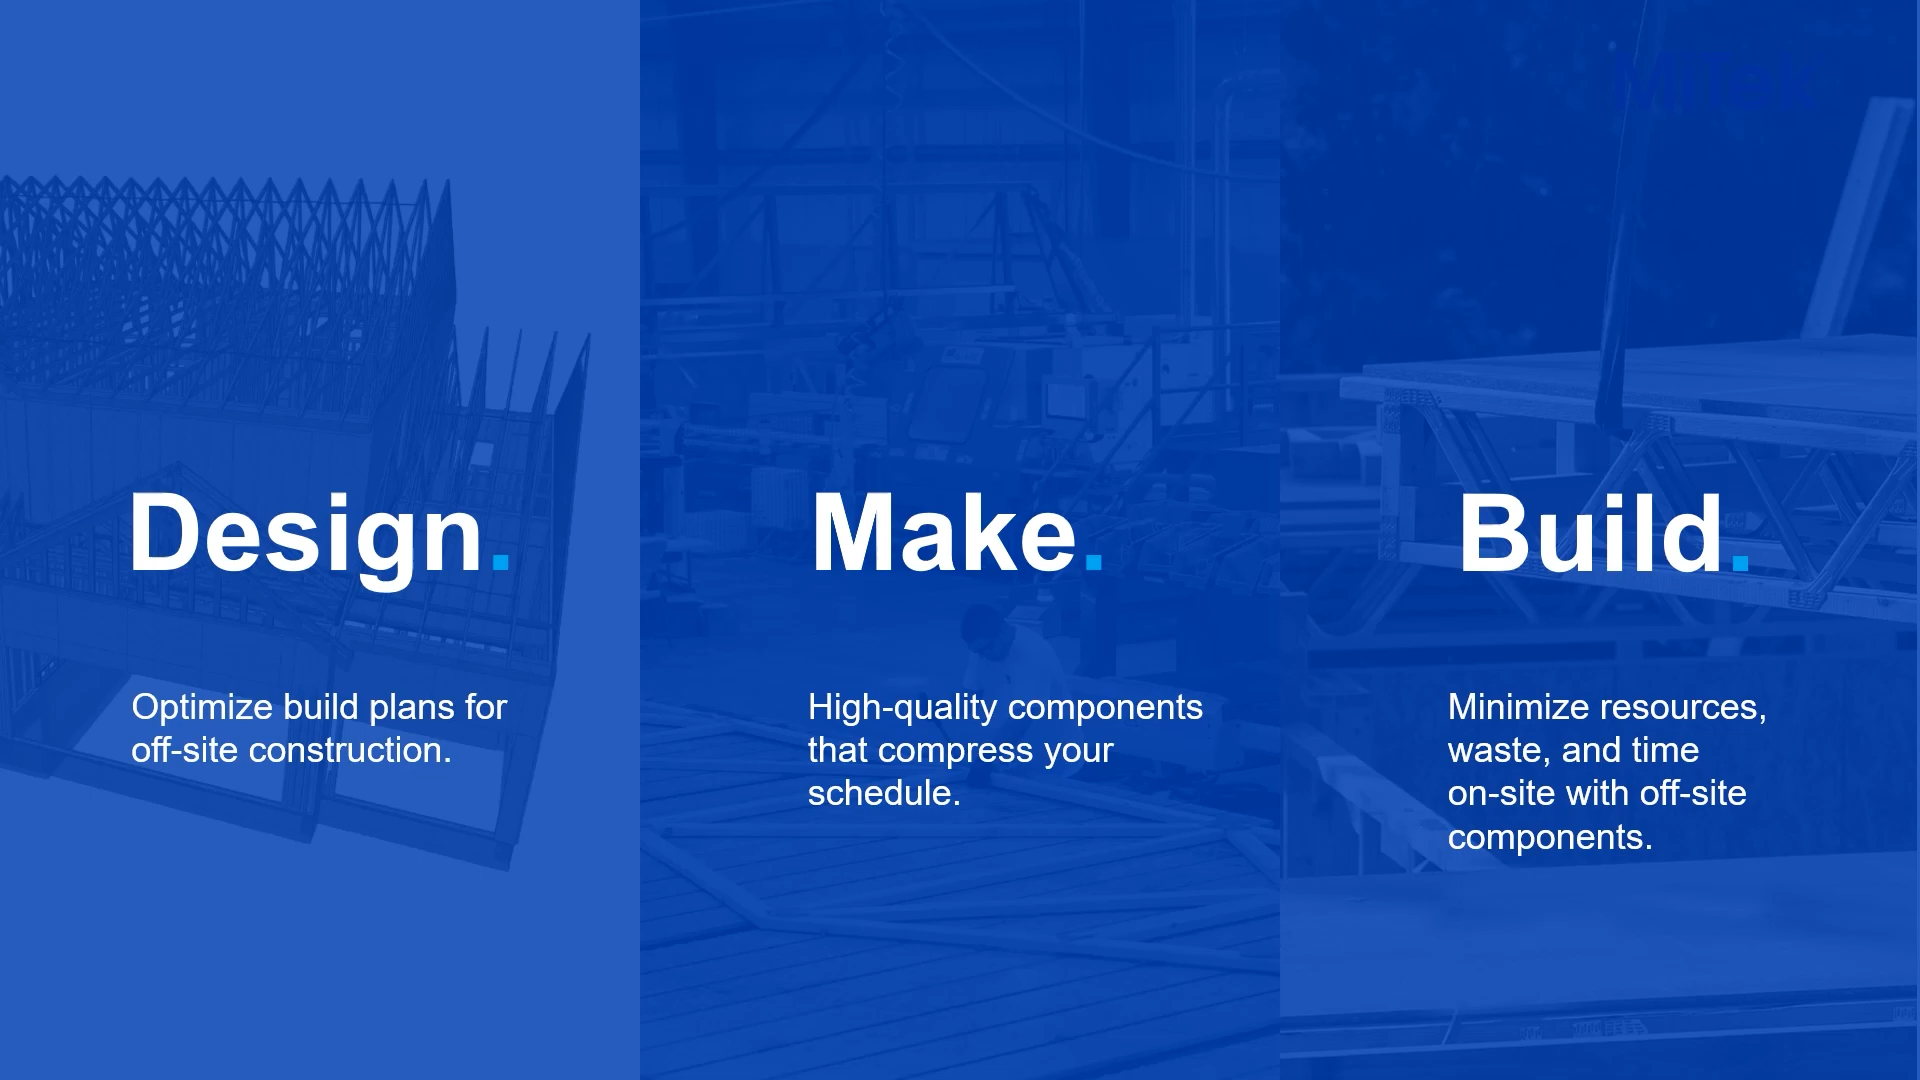 MiTek
Design.
Optimize build plans for
off-site construction.
Make.
High-quality components
that compress your
schedule.
Build.
Minimize resources,
waste, and time
on-site with off-site
components.